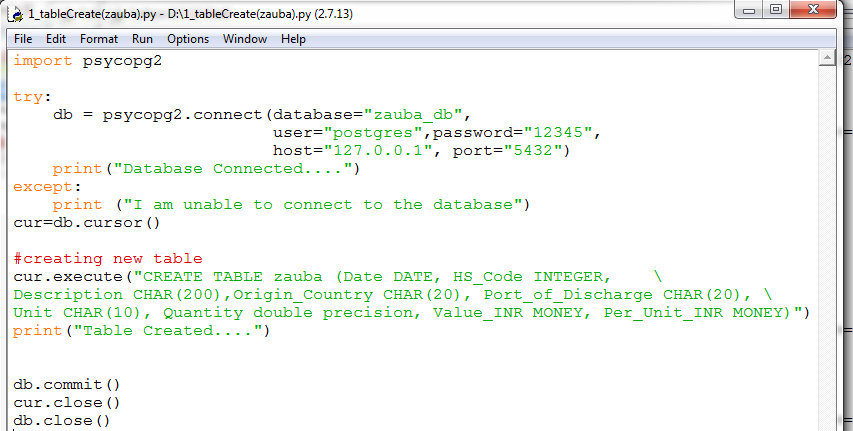 1_tableCreate(zauba).py - D:\1_tableCreate(zauba).py (2.7.13)
File Edit Format Run Options Window Help
import psycopg2
try:
    db = psycopg2.connect(database="zauba_db",
                          user="postgres",password="12345",
                          host="127.0.0.1", port="5432")
    print("Database Connected....")
except:
    print ("I am unable to connect to the database")
cur=db.cursor()
#creating new table
cur.execute("CREATE TABLE zauba (Date DATE, HS_Code INTEGER,    \
Description CHAR(200),Origin_Country CHAR(20), Port_of_Discharge CHAR(20), \
Unit CHAR(10), Quantity double precision, Value_INR MONEY, Per_Unit_INR MONEY)")
print("Table Created....")
db.commit()
cur.close()
db.close()